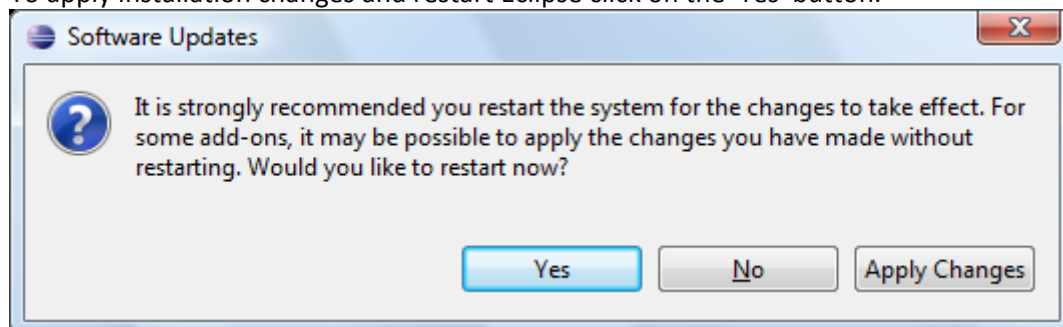 To apply installation changes and restart Eclipse click on the 'Yes' button.
Software Updates
It is strongly recommended you restart the system for the changes to take effect. For
some add-ons, it may be possible to apply the changes you have made without
restarting. Would you like to restart now?
Yes No Apply Changes